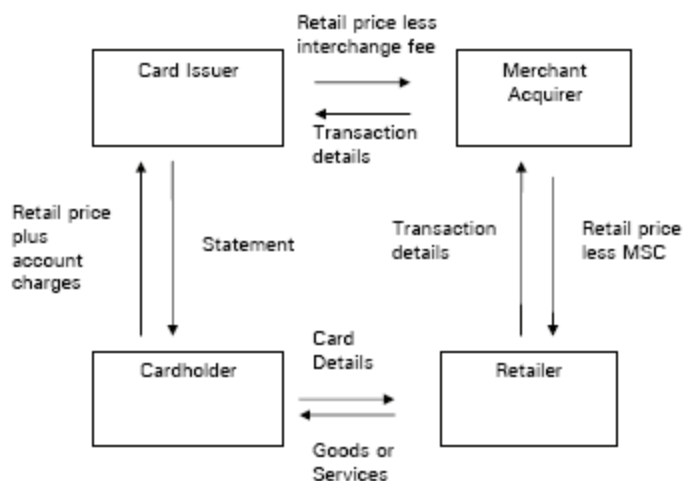 Retail price less
interchange fee
Card Issuer
Merchant
Acquirer
Transaction
details
Retail price
plus
account
charges
Statement
Transaction
details
Retail price
less MSC
Card
Details
Cardholder
Retailer
Goods or
Services